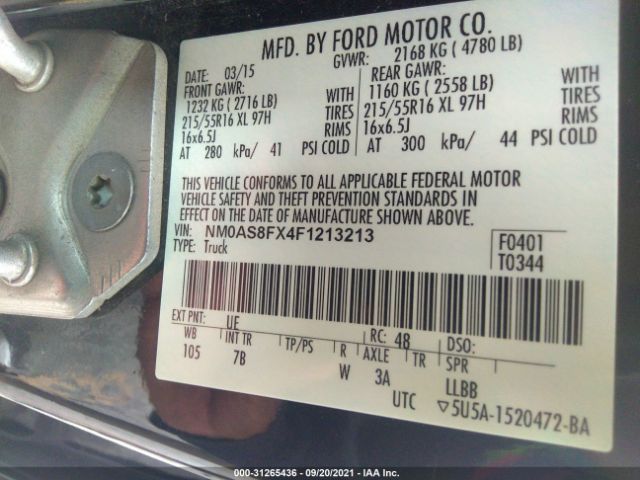 MFD. BY FORD MOTOR CO.
DATE: 03/15 GVWR: 2168 KG ( 4780 LB)
FRONT GAWR: REAR GAWR:
1232 KG ( 2716 LB) WITH 1160 KG ( 2558 LB) WITH
215/55R16 XL 97H TIRES 215/55R16 XL 97H TIRES
16x6.5J RIMS 16x6.5J RIMS
AT 280 kPa/ 41 PSI COLD AT 300 kPa/ 44 PSI COLD
THIS VEHICLE CONFORMS TO ALL APPLICABLE FEDERAL MOTOR
VEHICLE SAFETY AND THEFT PREVENTION STANDARDS IN
EFFECT ON THE DATE OF MANUFACTURE SHOWN ABOVE.
VIN: NM0AS8FX4F1213213 F0401
TYPE: Truck T0344
EXT PNT: UE RC: 48 DSO:
WB INT TR TP/PS R AXLE TR SPR
105 7B W 3A LLBB
UTC ▽5U5A-1520472-BA
000-31265436 - 09/20/2021 - IAA Inc.